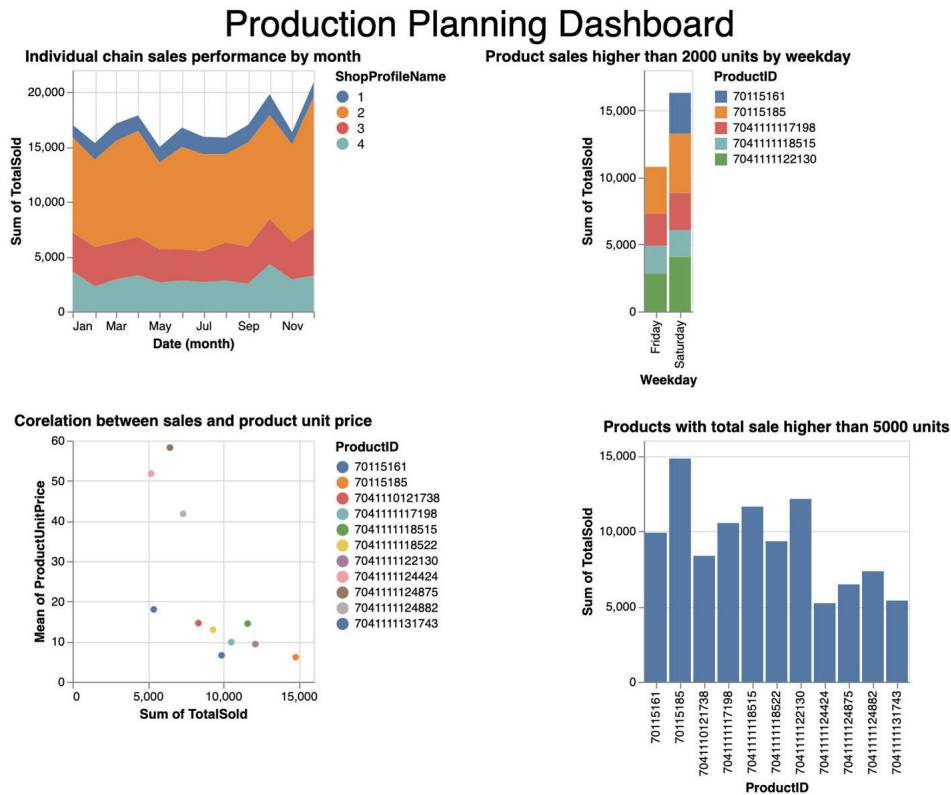 Production Planning Dashboard
Individual chain sales performance by month
Sum of TotalSold
20,000
15,000
10,000
5,000
0
Jan Mar May Jul Sep Nov
Date (month)
ShopProfileName
1
2
3
4
Product sales higher than 2000 units by weekday
Sum of TotalSold
15,000
10,000
5,000
0
Friday
Saturday
Weekday
ProductID
70115161
70115185
7041111117198
7041111118515
7041111122130
Corelation between sales and product unit price
Mean of ProductUnitPrice
60
50
40
30
20
10
0
0 5,000 10,000 15,000
Sum of TotalSold
ProductID
70115161
70115185
7041110121738
7041111117198
7041111118515
7041111118522
7041111122130
7041111124424
7041111124875
7041111124882
7041111131743
Products with total sale higher than 5000 units
Sum of TotalSold
15,000
10,000
5,000
0
70115161
70115185
7041110121738
7041111117198
7041111118515
7041111118522
7041111122130
7041111124424
7041111124875
7041111124882
7041111131743
ProductID